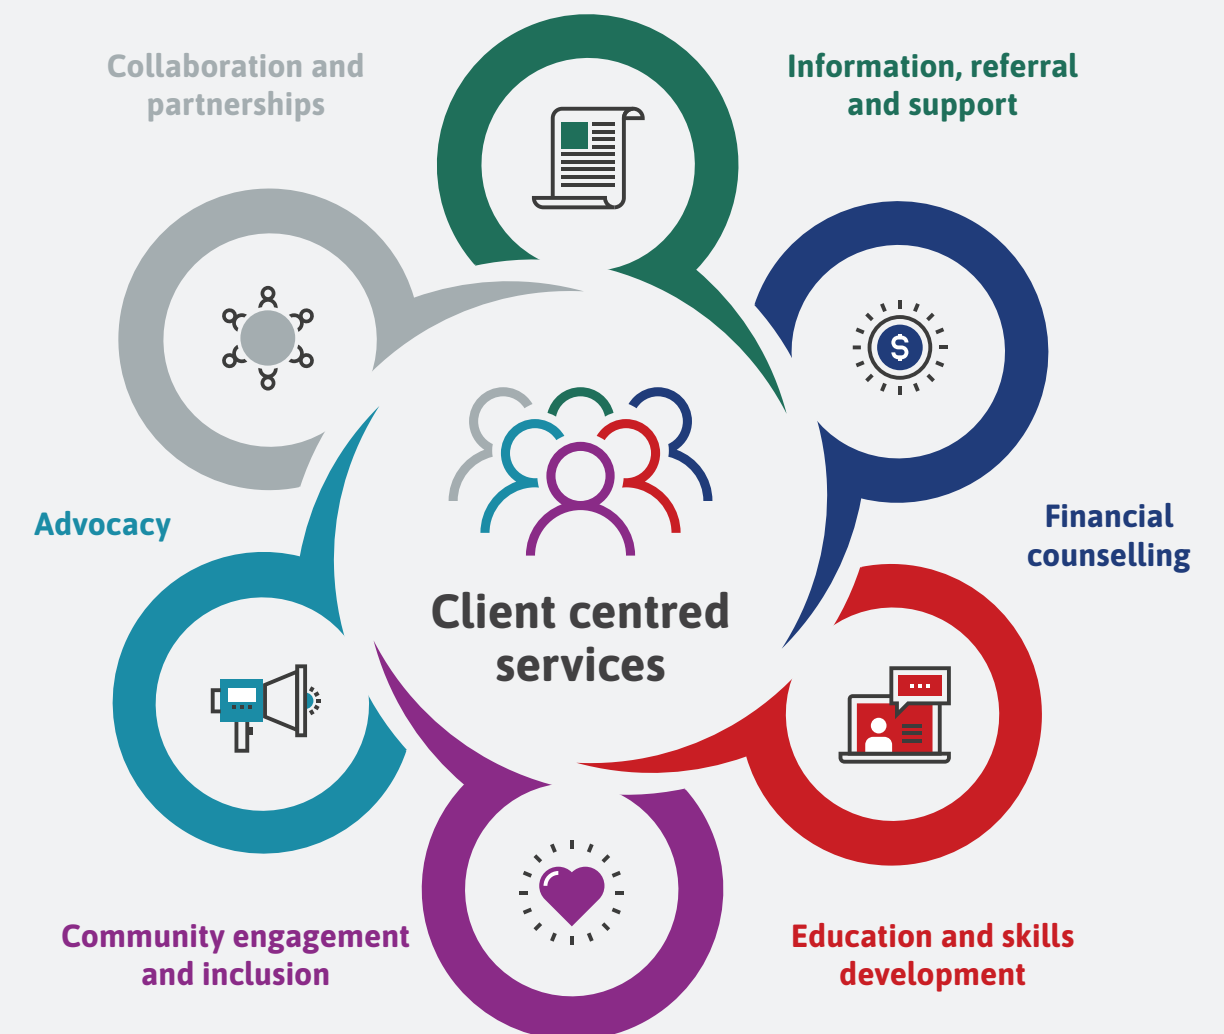 Collaboration and
partnerships
Information, referral
and support
$
Advocacy
Financial
counselling
Client centred
services
Community engagement
and inclusion
Education and skills
development